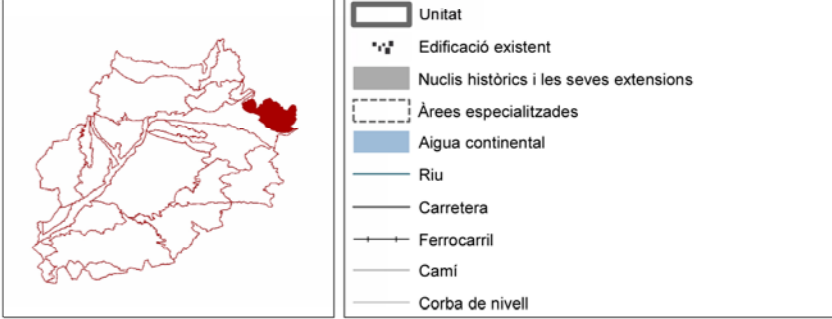 Unitat
Edificació existent
Nuclis històrics i les seves extensions
Àrees especialitzades
Aigua continental
Riu
Carretera
Ferrocarril
Camí
Corba de nivell